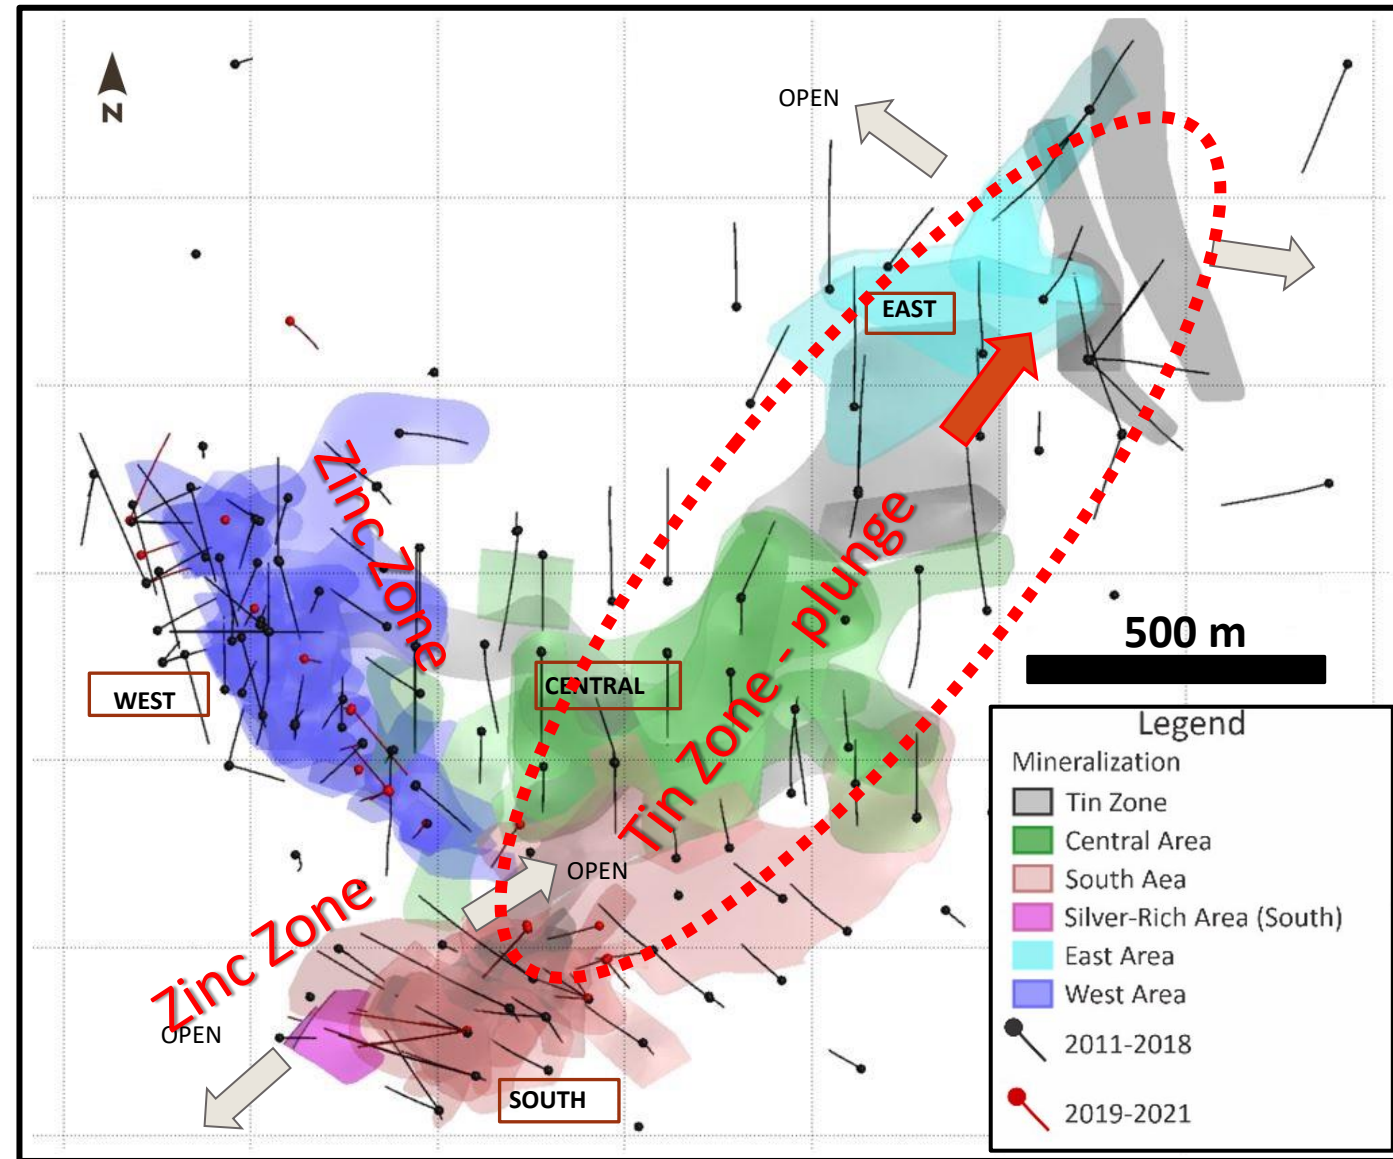 OPEN
N
EAST
Zinc Zone
Tin Zone - plunge
500 m
WEST
CENTRAL
OPEN
Zinc Zone
OPEN
SOUTH
Legend
Mineralization
Tin Zone
Central Area
South Aea
Silver-Rich Area (South)
East Area
West Area
2011-2018
2019-2021